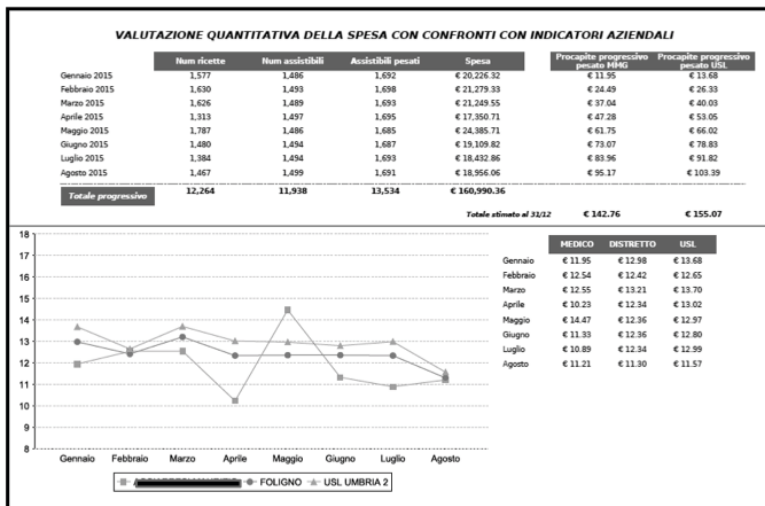 VALUTAZIONE QUANTITATIVA DELLA SPESA CON CONFRONTI CON INDICATORI AZIENDALI
Num ricette Num assistibili Assistibili pesati Spesa Procapite progressivo pesato MMG Procapite progressivo pesato USL
Gennaio 2015 1,577 1,486 1,692 € 20,226.32 € 11.95 € 13.68
Febbraio 2015 1,630 1,493 1,698 € 21,279.33 € 24.49 € 26.33
Marzo 2015 1,626 1,489 1,693 € 21,249.55 € 37.04 € 40.03
Aprile 2015 1,313 1,497 1,695 € 17,350.71 € 47.28 € 53.05
Maggio 2015 1,787 1,486 1,685 € 24,385.71 € 61.75 € 66.02
Giugno 2015 1,480 1,494 1,687 € 19,109.82 € 73.07 € 78.83
Luglio 2015 1,384 1,494 1,693 € 18,432.86 € 83.96 € 91.82
Agosto 2015 1,467 1,499 1,691 € 18,956.06 € 95.17 € 103.39
Totale progressivo 12,264 11,938 13,534 € 160,990.36
Totale stimato al 31/12 € 142.76 € 155.07
18
17
16
15
14
13
12
11
10
9
8
Gennaio Febbraio Marzo Aprile Maggio Giugno Luglio Agosto
FOLIGNO USL UMBRIA 2
MEDICO DISTRETTO USL
Gennaio € 11.95 € 12.98 € 13.68
Febbraio € 12.54 € 12.42 € 12.65
Marzo € 12.55 € 13.21 € 13.70
Aprile € 10.23 € 12.34 € 13.02
Maggio € 14.47 € 12.36 € 12.97
Giugno € 11.33 € 12.36 € 12.80
Luglio € 10.89 € 12.34 € 12.99
Agosto € 11.21 € 11.30 € 11.57